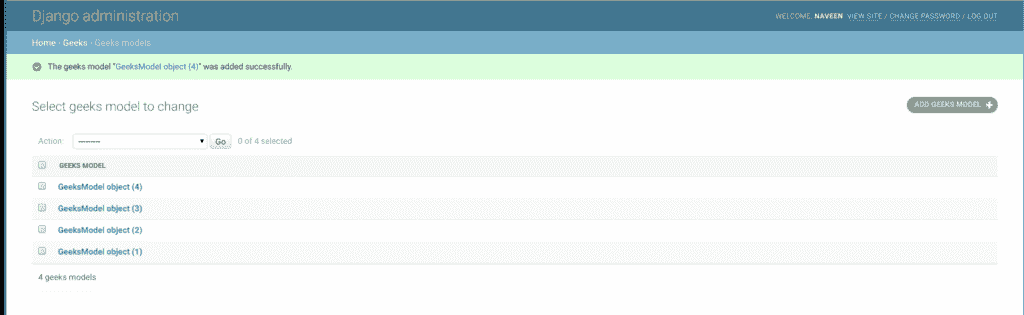 Django administration
WELCOME, NAVEEN VIEW SITE / CHANGE PASSWORD / LOG OUT
Home › Geeks › Geeks models
The geeks model "GeeksModel object (4)" was added successfully.
Select geeks model to change
ADD GEEKS MODEL +
Action: --------- Go 0 of 4 selected
GEEKS MODEL
GeeksModel object (4)
GeeksModel object (3)
GeeksModel object (2)
GeeksModel object (1)
4 geeks models